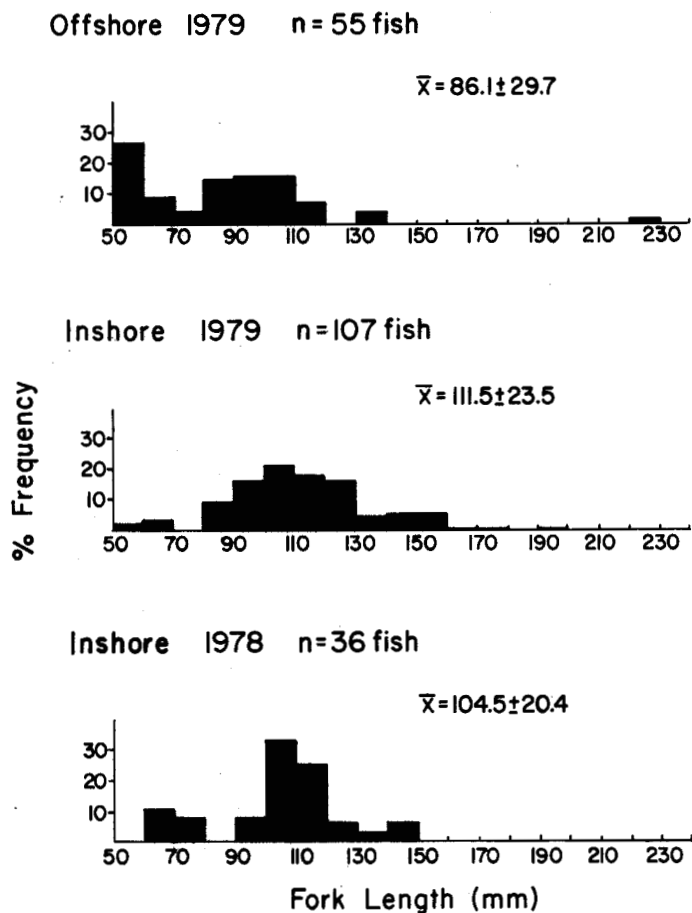 Offshore 1979 n=55 fish
X̄=86.1±29.7
30
20
10
50 70 90 110 130 150 170 190 210 230
Inshore 1979 n=107 fish
X̄=111.5±23.5
30
20
10
50 70 90 110 130 150 170 190 210 230
% Frequency
Inshore 1978 n=36 fish
X̄=104.5±20.4
30
20
10
50 70 90 110 130 150 170 190 210 230
Fork Length (mm)